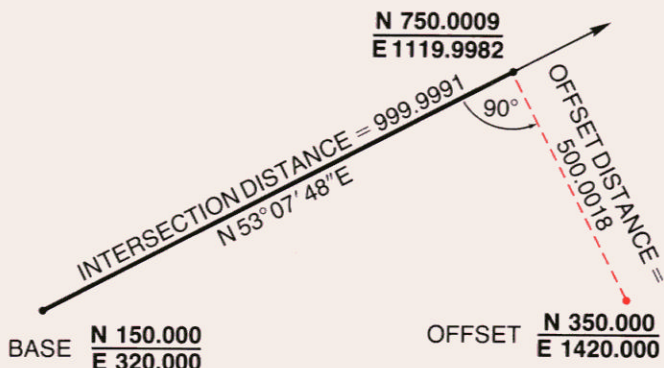 N 750.0009
E 1119.9982
INTERSECTION DISTANCE = 999.9991
N 53° 07' 48" E
90°
OFFSET DISTANCE =
500.0018
BASE N 150.000
E 320.000
OFFSET N 350.000
E 1420.000